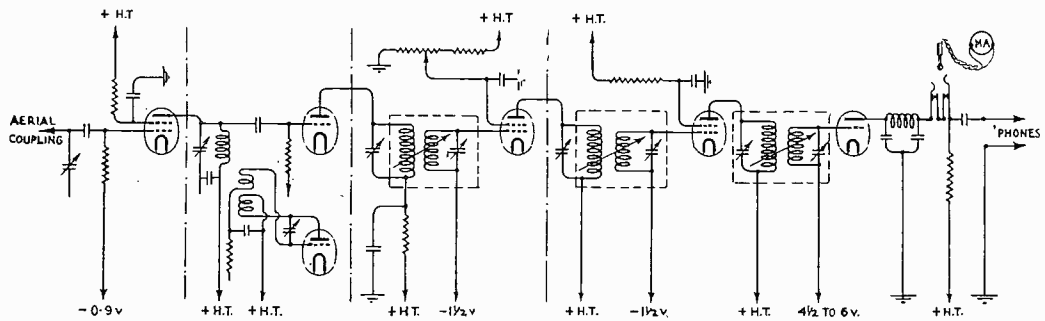 + H.T
+ H.T
+ H.T.
MA
AERIAL
COUPLING
'PHONES
- 0·9 v
+ H.T.
+ H.T.
+ H.T
-1½ v
+ H.T.
-1½ v.
+ H.T.
4½ TO 6 v.
+ H.T.